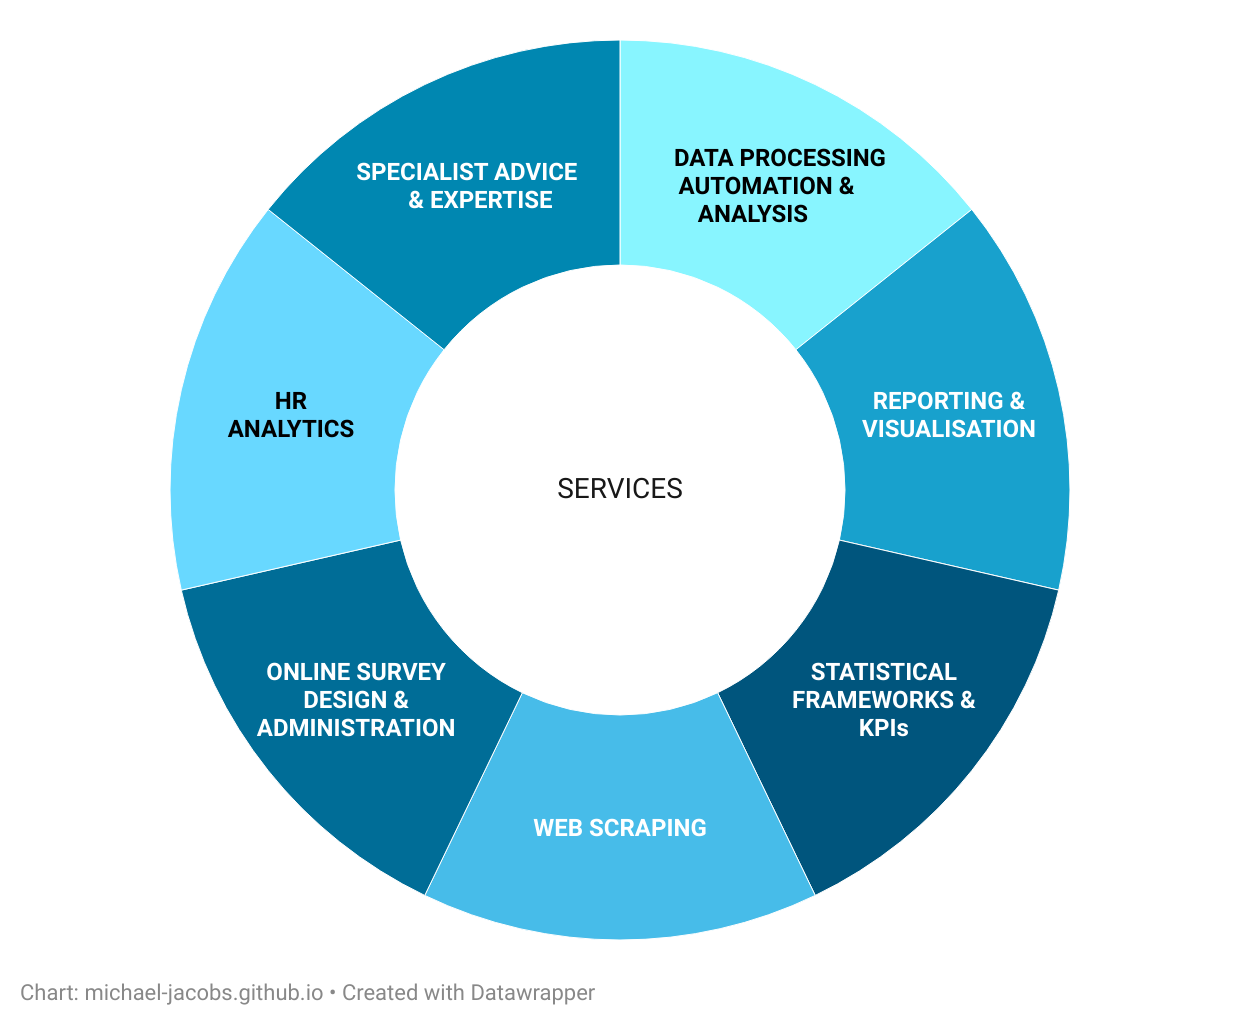 DATA PROCESSING
AUTOMATION &
ANALYSIS
REPORTING &
VISUALISATION
STATISTICAL
FRAMEWORKS &
KPIs
WEB SCRAPING
ONLINE SURVEY
DESIGN &
ADMINISTRATION
HR
ANALYTICS
SPECIALIST ADVICE
& EXPERTISE
SERVICES
Chart: michael-jacobs.github.io • Created with Datawrapper